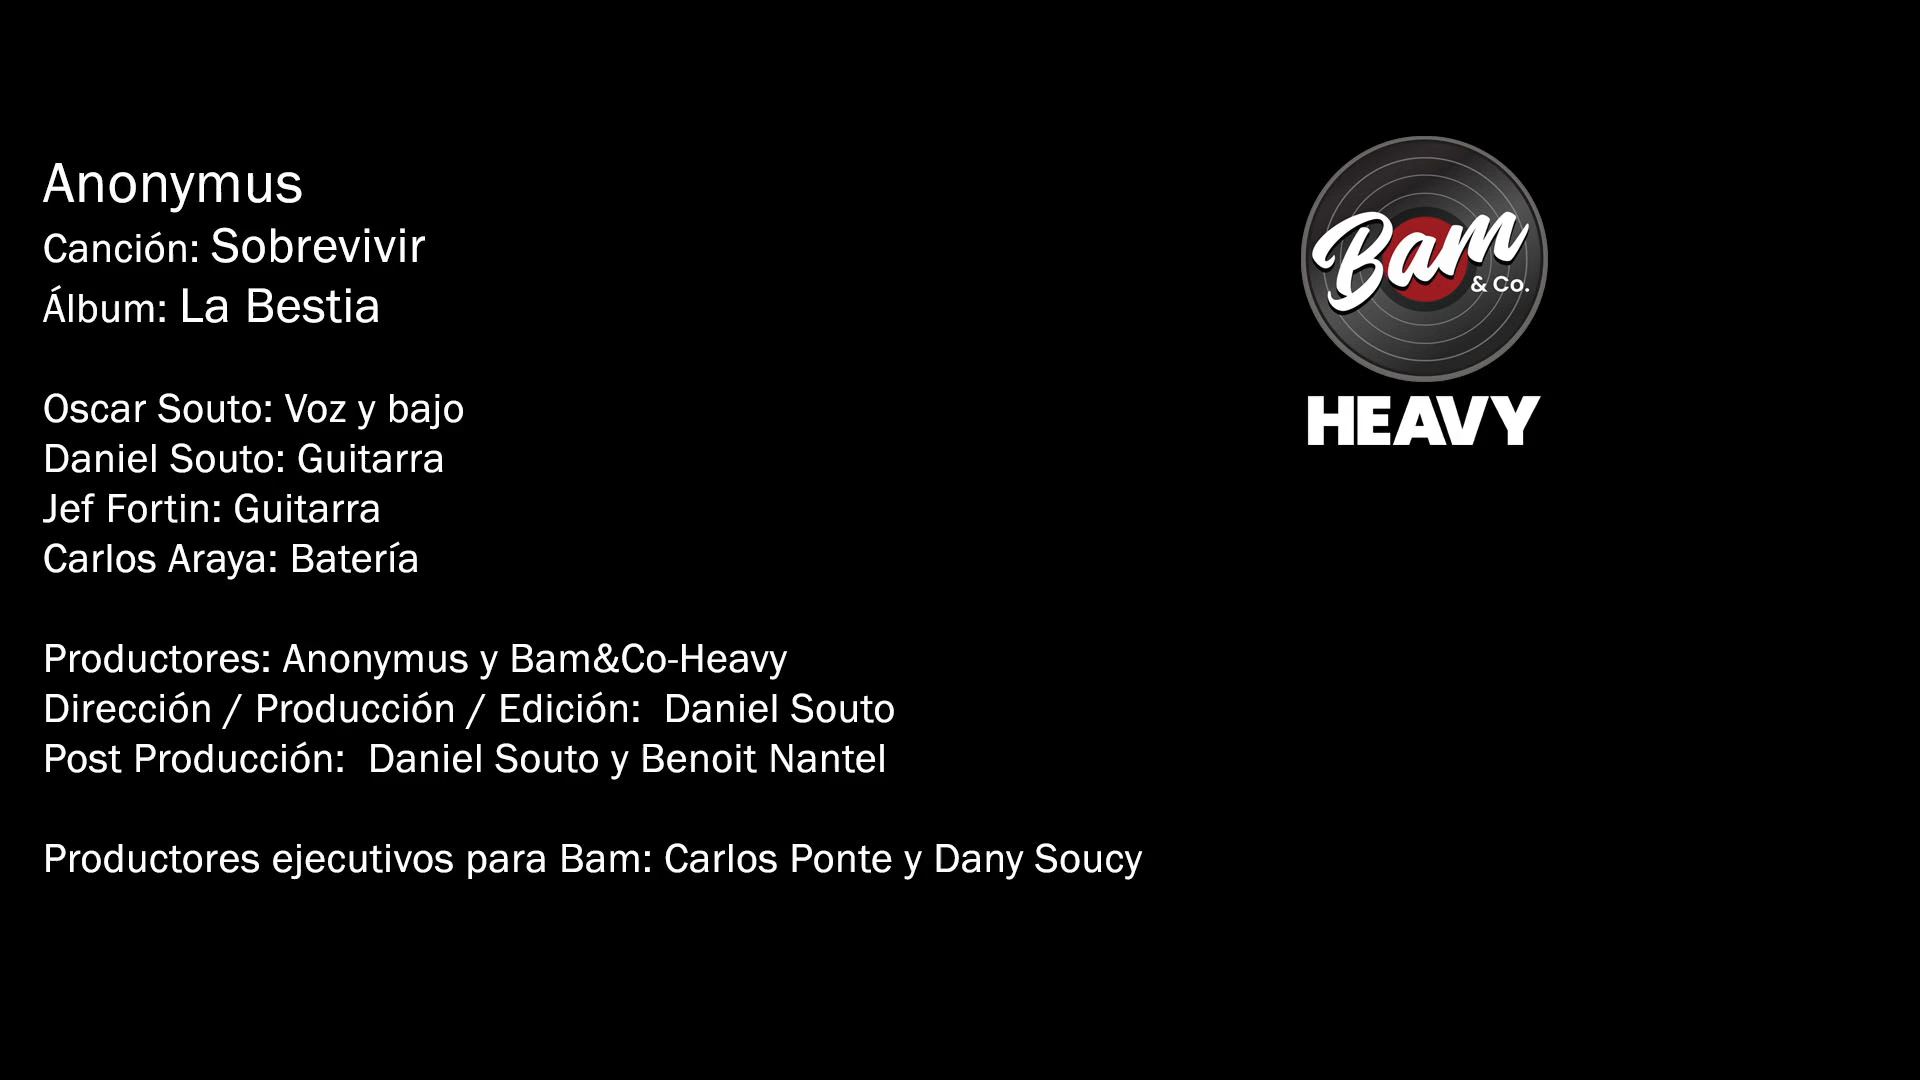 Anonymus
Canción: Sobrevivir
Álbum: La Bestia
Oscar Souto: Voz y bajo
Daniel Souto: Guitarra
Jef Fortin: Guitarra
Carlos Araya: Batería
Productores: Anonymus y Bam&Co-Heavy
Dirección / Producción / Edición:  Daniel Souto
Post Producción:  Daniel Souto y Benoit Nantel
Productores ejecutivos para Bam: Carlos Ponte y Dany Soucy
Bam
& Co.
HEAVY